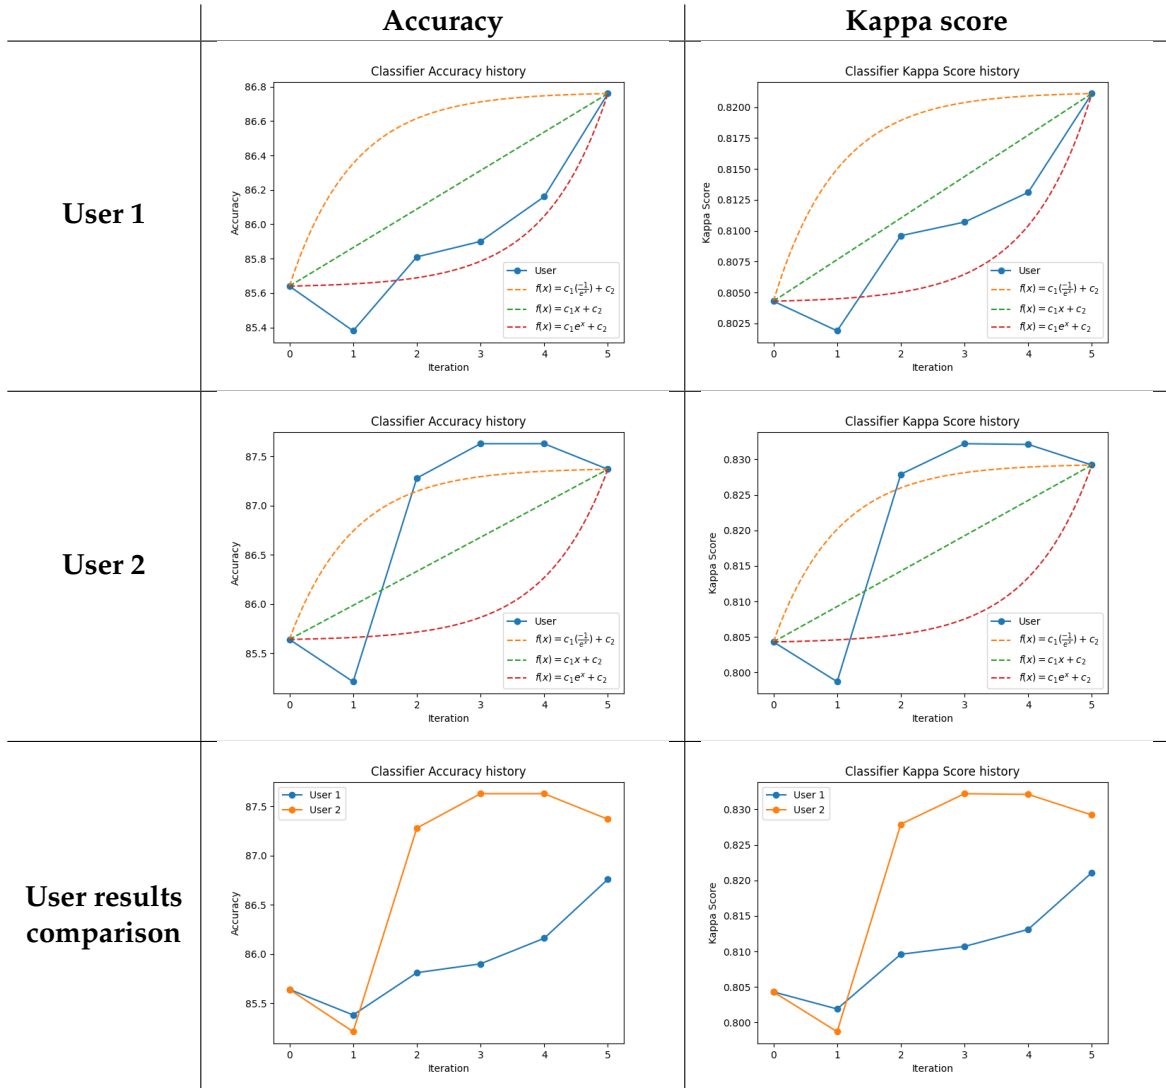 Accuracy
Kappa score
User 1
Classifier Accuracy history
Accuracy
86.8
86.6
86.4
86.2
86.0
85.8
85.6
85.4
0 1 2 3 4 5
Iteration
User
f(x) = c₁(\frac{-1}{e^x}) + c₂
f(x) = c₁x + c₂
f(x) = c₁eˣ + c₂
Classifier Kappa Score history
Kappa Score
0.8200
0.8175
0.8150
0.8125
0.8100
0.8075
0.8050
0.8025
0 1 2 3 4 5
Iteration
User
f(x) = c₁(\frac{-1}{e^x}) + c₂
f(x) = c₁x + c₂
f(x) = c₁eˣ + c₂
User 2
Classifier Accuracy history
Accuracy
87.5
87.0
86.5
86.0
85.5
0 1 2 3 4 5
Iteration
User
f(x) = c₁(\frac{-1}{e^x}) + c₂
f(x) = c₁x + c₂
f(x) = c₁eˣ + c₂
Classifier Kappa Score history
Kappa Score
0.830
0.825
0.820
0.815
0.810
0.805
0.800
0 1 2 3 4 5
Iteration
User
f(x) = c₁(\frac{-1}{e^x}) + c₂
f(x) = c₁x + c₂
f(x) = c₁eˣ + c₂
User results
comparison
Classifier Accuracy history
Accuracy
87.5
87.0
86.5
86.0
85.5
0 1 2 3 4 5
Iteration
User 1
User 2
Classifier Kappa Score history
Kappa Score
0.830
0.825
0.820
0.815
0.810
0.805
0.800
0 1 2 3 4 5
Iteration
User 1
User 2